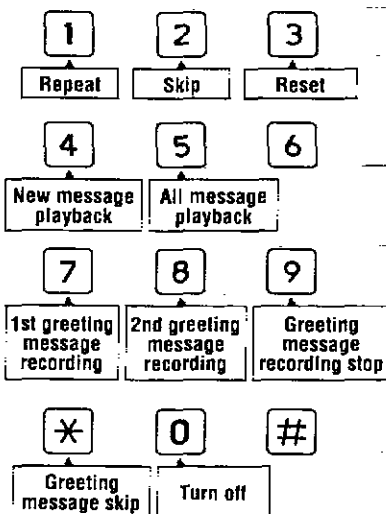 1 2 3
Repeat Skip Reset
4 5 6
New message All message
playback playback
7 8 9
1st greeting 2nd greeting Greeting
message message message
recording recording recording stop
* 0 #
Greeting Turn off
message skip